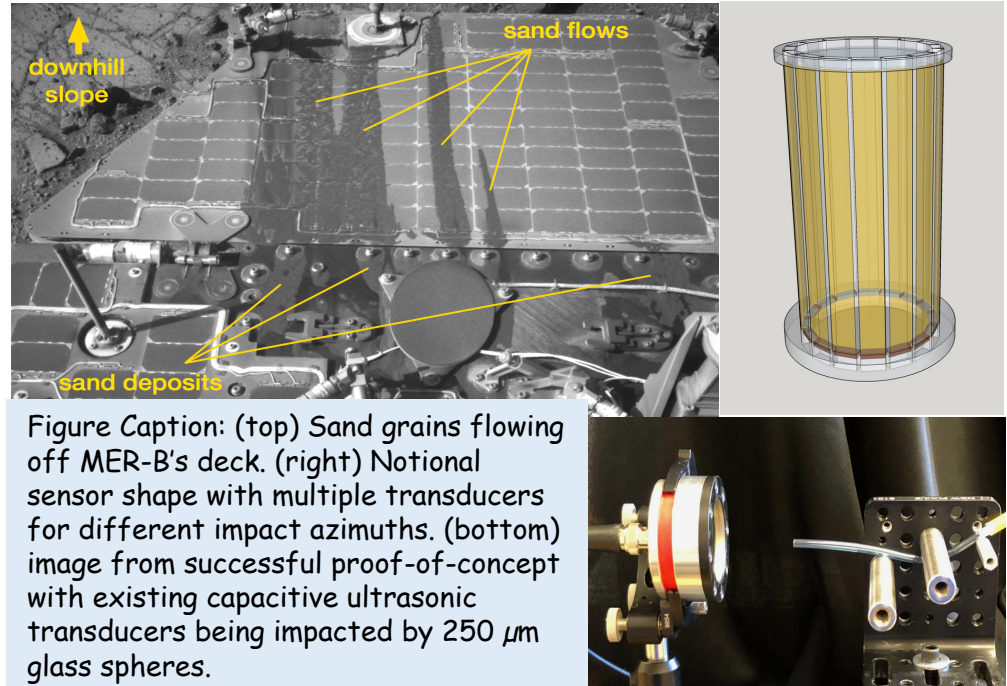 downhill
slope
sand flows
sand deposits
Figure Caption: (top) Sand grains flowing
off MER-B's deck. (right) Notional
sensor shape with multiple transducers
for different impact azimuths. (bottom)
image from successful proof-of-concept
with existing capacitive ultrasonic
transducers being impacted by 250 µm
glass spheres.